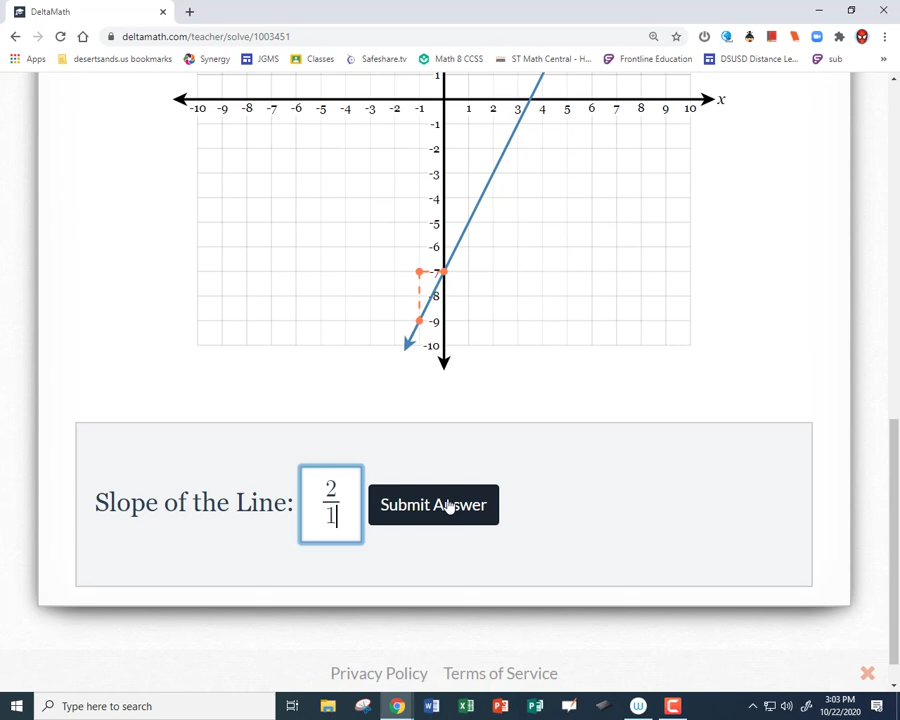 DeltaMath
deltamath.com/teacher/solve/1003451
Apps desertsands.us bookmarks Synergy JGMS Classes Safeshare.tv Math 8 CCSS ST Math Central - H... Frontline Education DSUSD Distance Le... sub »
1
x
-10 -9 -8 -7 -6 -5 -4 -3 -2 -1 0 1 2 3 4 5 6 7 8 9 10
-1
-2
-3
-4
-5
-6
-7
-8
-9
-10
Slope of the Line: 2/1 Submit Answer
Privacy Policy Terms of Service
Type here to search
3:03 PM
10/22/2020